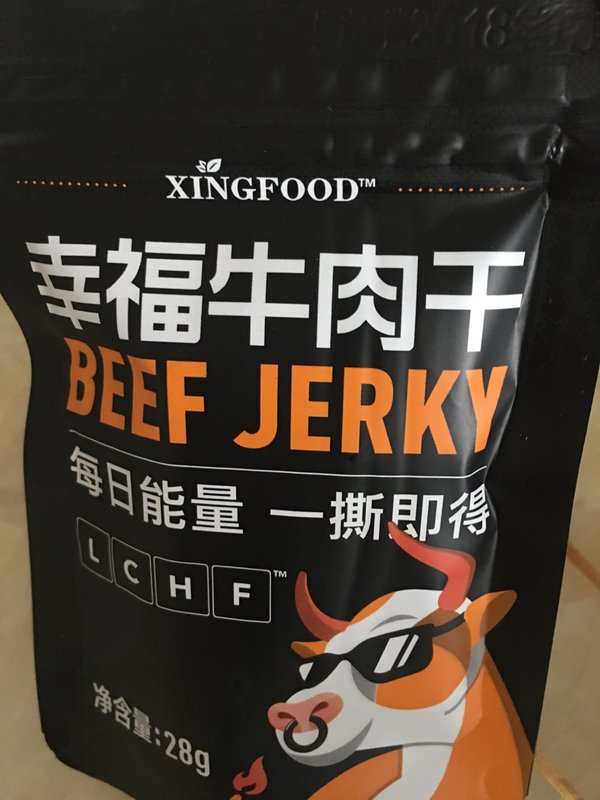 XINGFOOD™
幸福牛肉干
BEEF JERKY
每日能量 一撕即得
LCHF™
净含量:28g